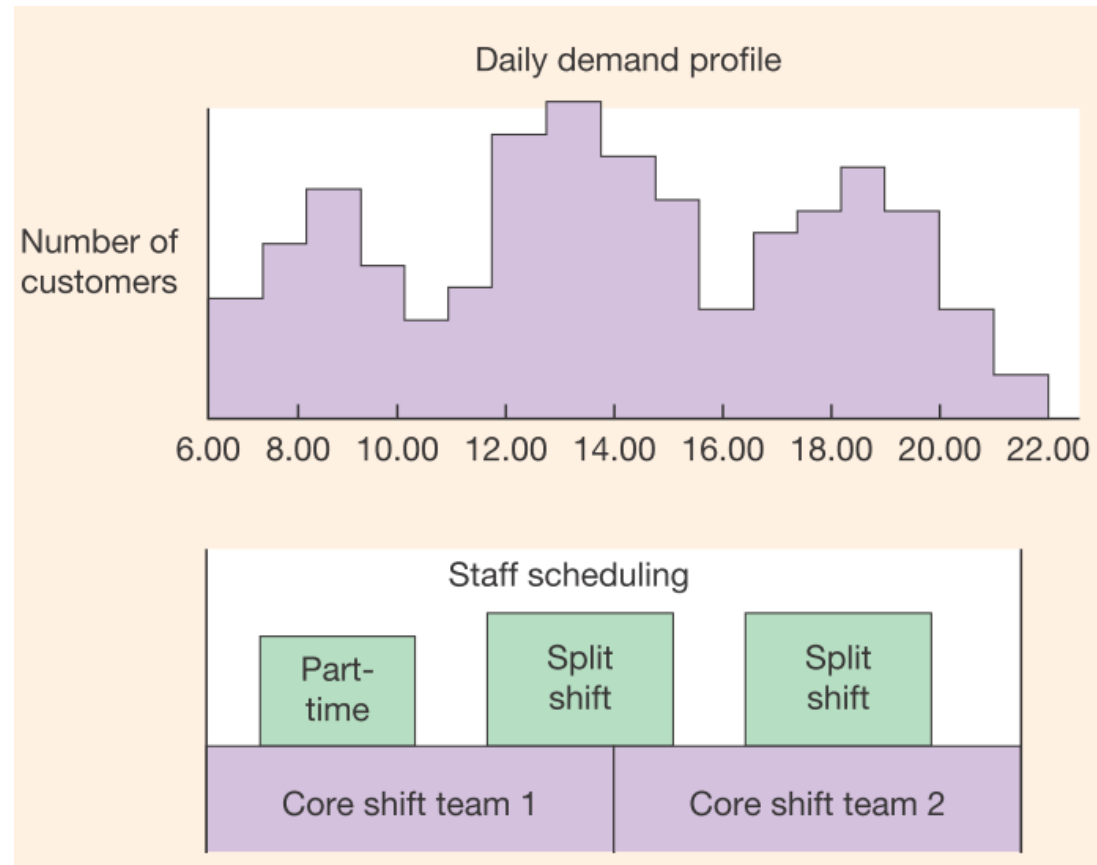 Daily demand profile
Number of
customers
6.00 8.00 10.00 12.00 14.00 16.00 18.00 20.00 22.00
Staff scheduling
Part-
time
Split
shift
Split
shift
Core shift team 1
Core shift team 2